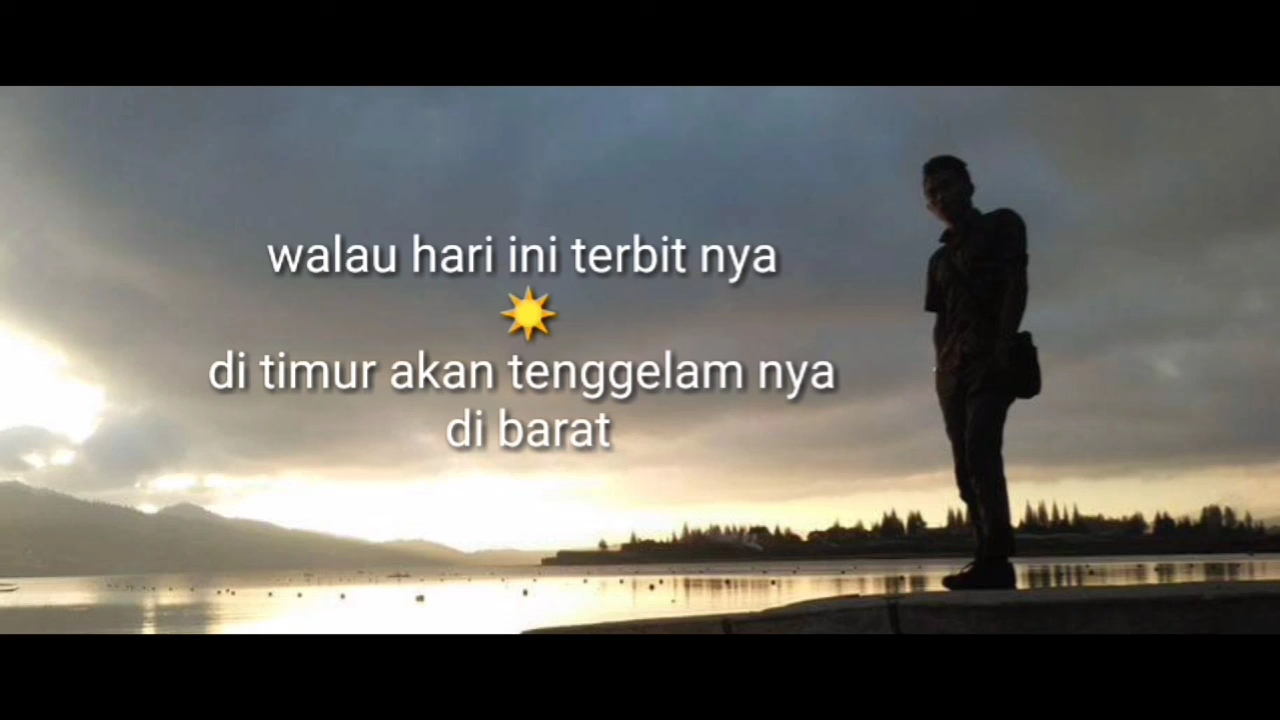 walau hari ini terbit nya
☀
di timur akan tenggelam nya
di barat